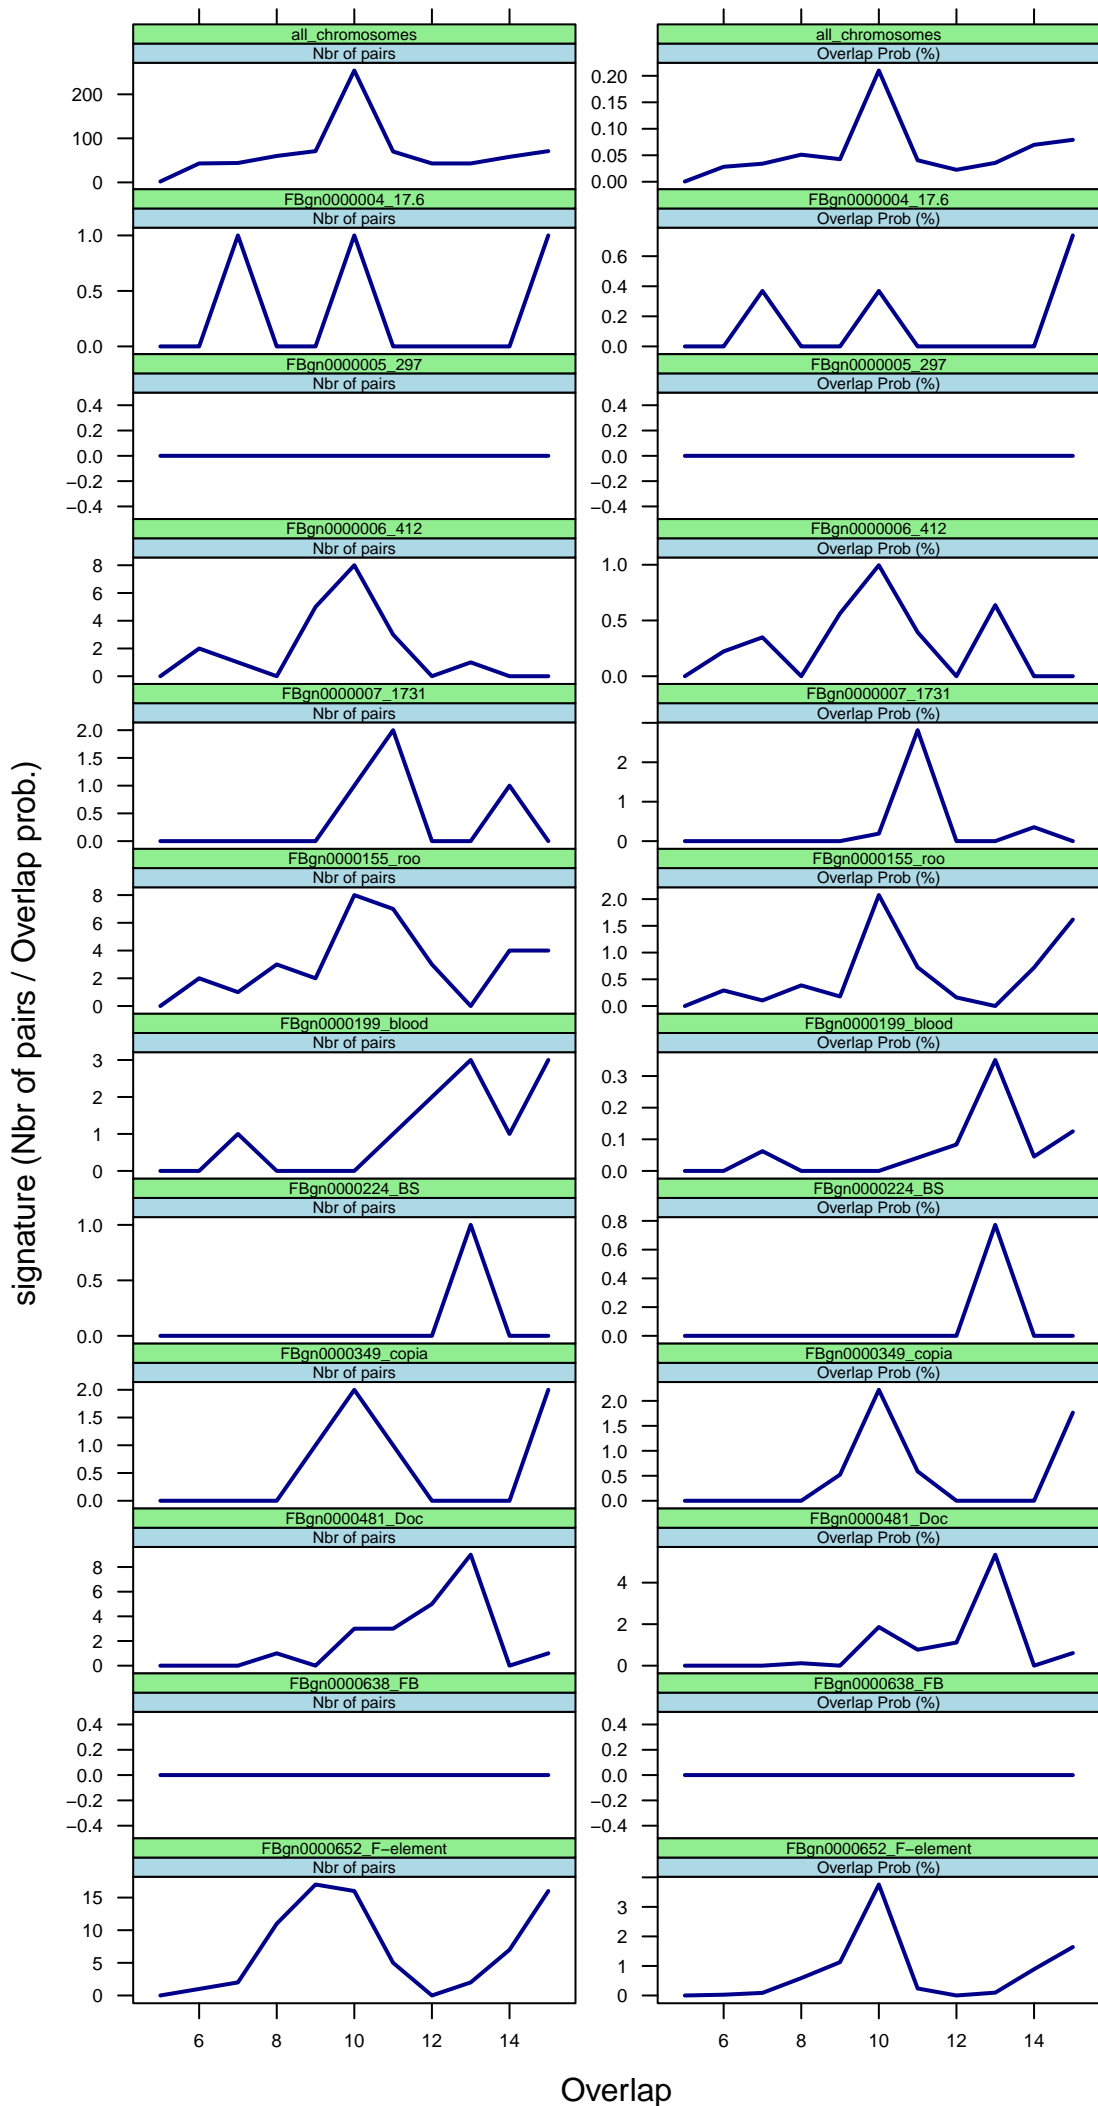 signature (Nbr of pairs / Overlap prob.)
all_chromosomes
Nbr of pairs
200
100
0
all_chromosomes
Overlap Prob (%)
0.20
0.15
0.10
0.05
0.00
FBgn0000004_17.6
Nbr of pairs
1.0
0.5
0.0
FBgn0000004_17.6
Overlap Prob (%)
0.6
0.4
0.2
0.0
FBgn0000005_297
Nbr of pairs
0.4
0.2
0.0
−0.2
−0.4
FBgn0000005_297
Overlap Prob (%)
0.4
0.2
0.0
−0.2
−0.4
FBgn0000006_412
Nbr of pairs
8
6
4
2
0
FBgn0000006_412
Overlap Prob (%)
1.0
0.5
0.0
FBgn0000007_1731
Nbr of pairs
2.0
1.5
1.0
0.5
0.0
FBgn0000007_1731
Overlap Prob (%)
2
1
0
FBgn0000155_roo
Nbr of pairs
8
6
4
2
0
FBgn0000155_roo
Overlap Prob (%)
2.0
1.5
1.0
0.5
0.0
FBgn0000199_blood
Nbr of pairs
3
2
1
0
FBgn0000199_blood
Overlap Prob (%)
0.3
0.2
0.1
0.0
FBgn0000224_BS
Nbr of pairs
1.0
0.5
0.0
FBgn0000224_BS
Overlap Prob (%)
0.8
0.6
0.4
0.2
0.0
FBgn0000349_copia
Nbr of pairs
2.0
1.5
1.0
0.5
0.0
FBgn0000349_copia
Overlap Prob (%)
2.0
1.5
1.0
0.5
0.0
FBgn0000481_Doc
Nbr of pairs
8
6
4
2
0
FBgn0000481_Doc
Overlap Prob (%)
4
2
0
FBgn0000638_FB
Nbr of pairs
0.4
0.2
0.0
−0.2
−0.4
FBgn0000638_FB
Overlap Prob (%)
0.4
0.2
0.0
−0.2
−0.4
FBgn0000652_F−element
Nbr of pairs
15
10
5
0
FBgn0000652_F−element
Overlap Prob (%)
3
2
1
0
6 8 10 12 14
6 8 10 12 14
Overlap